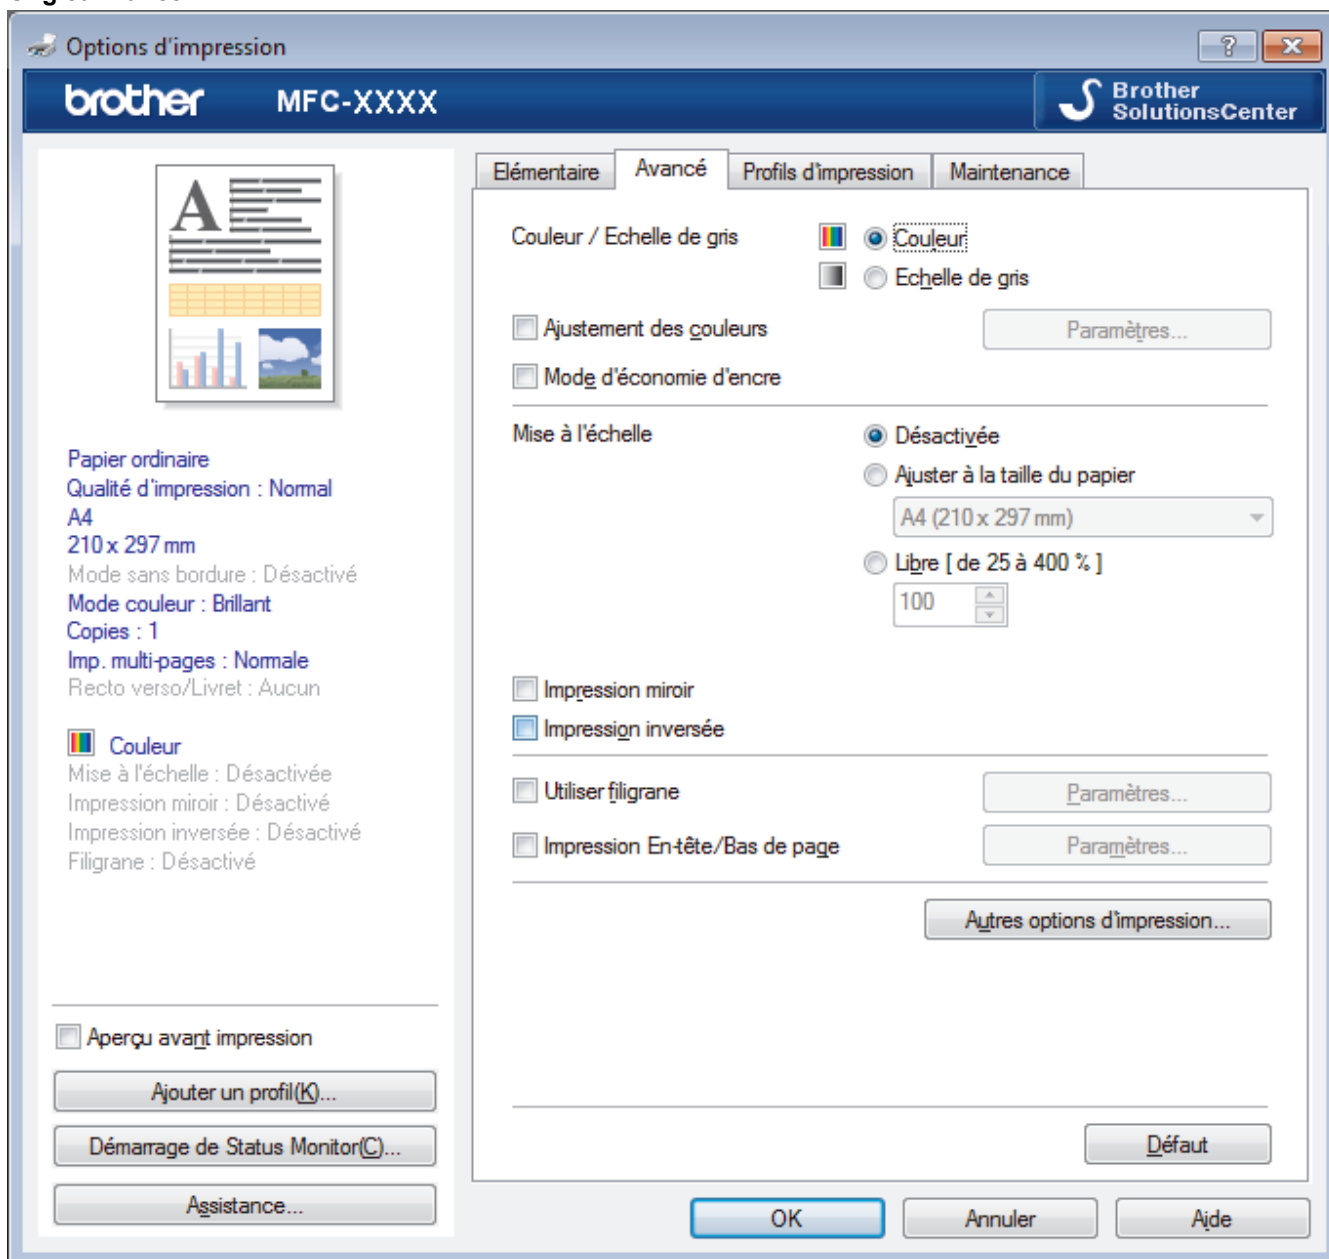 Options d'impression
brother MFC-XXXX
Brother
SolutionsCenter
A
Papier ordinaire
Qualité d'impression : Normal
A4
210 x 297 mm
Mode sans bordure : Désactivé
Mode couleur : Brillant
Copies : 1
Imp. multi-pages : Normale
Recto verso/Livret : Aucun
Couleur
Mise à l'échelle : Désactivée
Impression miroir : Désactivé
Impression inversée : Désactivé
Filigrane : Désactivé
Aperçu avant impression
Ajouter un profil(K)...
Démarrage de Status Monitor(C)...
Assistance...
Elémentaire Avancé Profils d'impression Maintenance
Couleur / Echelle de gris Couleur
Echelle de gris
Ajustement des couleurs Paramètres...
Mode d'économie d'encre
Mise à l'échelle Désactivée
Ajuster à la taille du papier
A4 (210 x 297 mm)
Libre [ de 25 à 400 % ]
100
Impression miroir
Impression inversée
Utiliser filigrane Paramètres...
Impression En-tête/Bas de page Paramètres...
Autres options d'impression...
Défaut
OK Annuler Aide